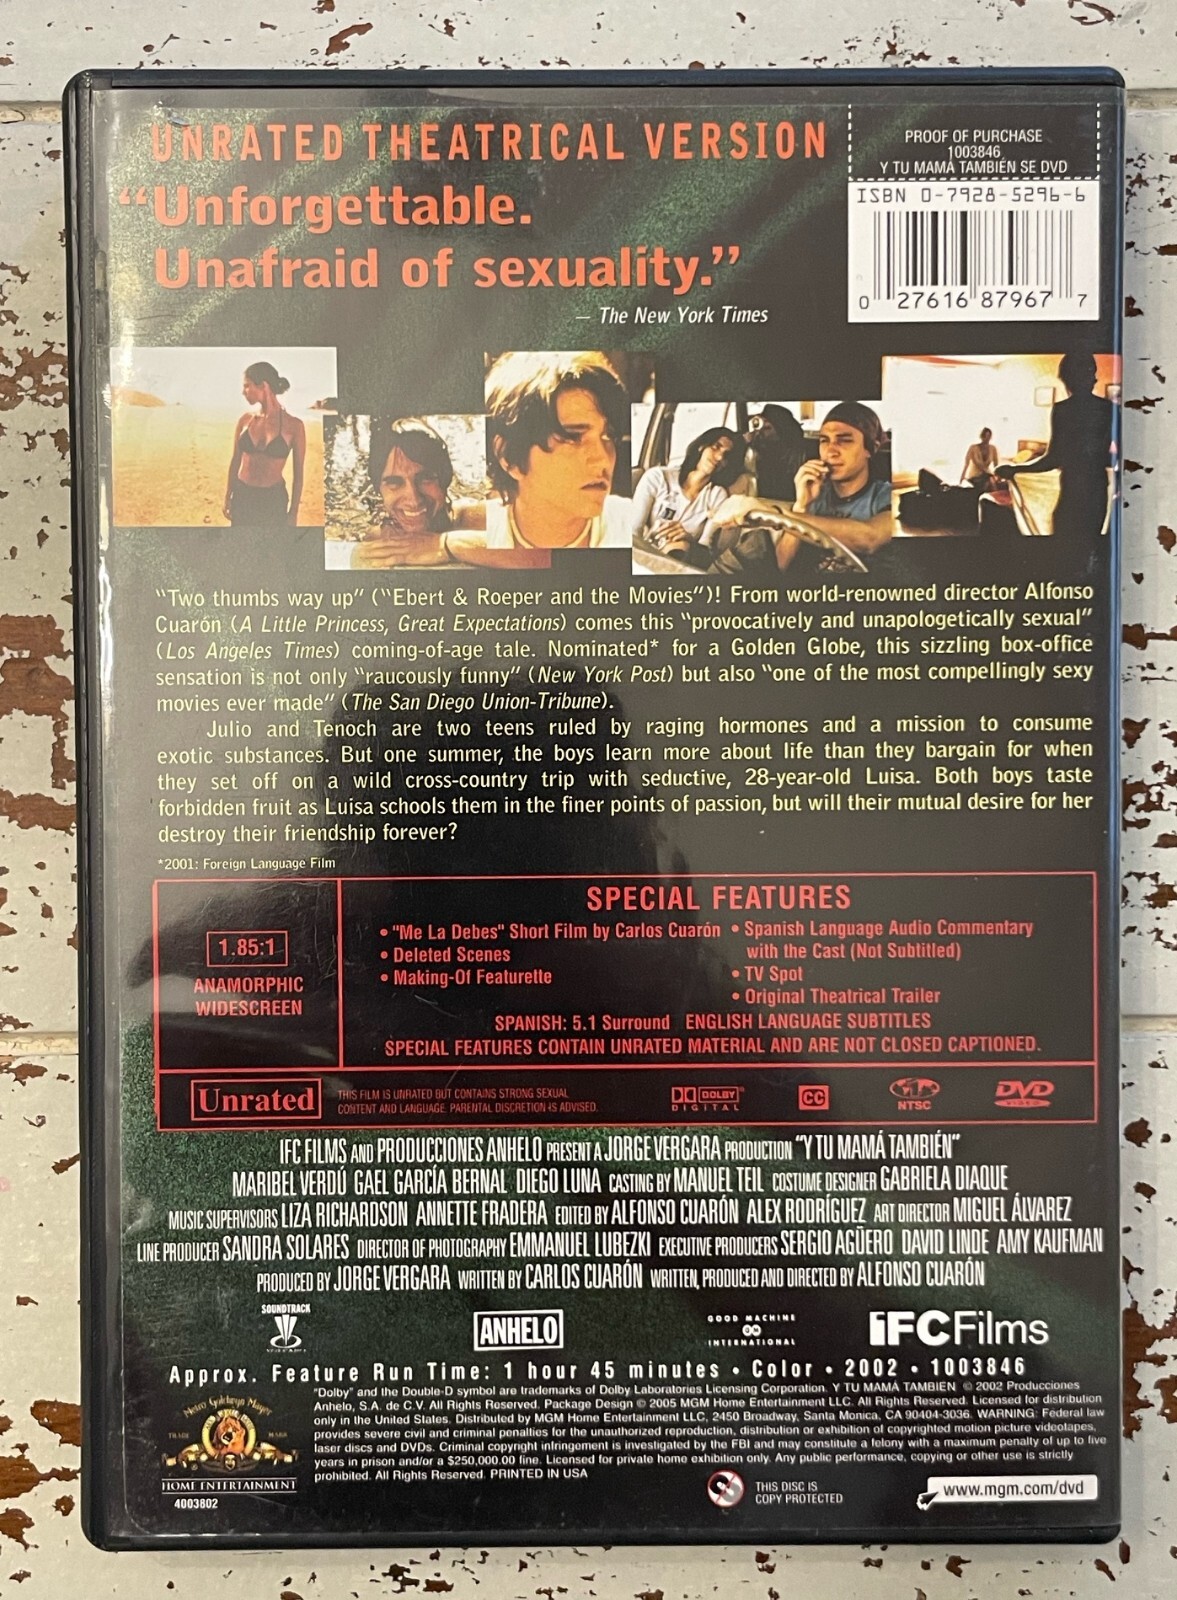 UNRATED THEATRICAL VERSION
“Unforgettable.
Unafraid of sexuality.”
— The New York Times
PROOF OF PURCHASE
1003846
Y TU MAMÁ TAMBIÉN SE DVD
ISBN 0-7928-5296-6
0 27616 87967 7
“Two thumbs way up” (“Ebert & Roeper and the Movies”)! From world-renowned director Alfonso
Cuarón (A Little Princess, Great Expectations) comes this “provocatively and unapologetically sexual”
(Los Angeles Times) coming-of-age tale. Nominated* for a Golden Globe, this sizzling box-office
sensation is not only “raucously funny” (New York Post) but also “one of the most compellingly sexy
movies ever made” (The San Diego Union-Tribune).
Julio and Tenoch are two teens ruled by raging hormones and a mission to consume
exotic substances. But one summer, the boys learn more about life than they bargain for when
they set off on a wild cross-country trip with seductive, 28-year-old Luisa. Both boys taste
forbidden fruit as Luisa schools them in the finer points of passion, but will their mutual desire for her
destroy their friendship forever?
*2001: Foreign Language Film
1.85:1
ANAMORPHIC
WIDESCREEN
SPECIAL FEATURES
• "Me La Debes" Short Film by Carlos Cuarón
• Deleted Scenes
• Making-Of Featurette
• Spanish Language Audio Commentary
with the Cast (Not Subtitled)
• TV Spot
• Original Theatrical Trailer
SPANISH: 5.1 Surround ENGLISH LANGUAGE SUBTITLES
SPECIAL FEATURES CONTAIN UNRATED MATERIAL AND ARE NOT CLOSED CAPTIONED.
Unrated
THIS FILM IS UNRATED BUT CONTAINS STRONG SEXUAL
CONTENT AND LANGUAGE. PARENTAL DISCRETION IS ADVISED.
DOLBY
DIGITAL
CC
NTSC
DVD
VIDEO
IFC FILMS AND PRODUCCIONES ANHELO PRESENT A JORGE VERGARA PRODUCTION “Y TU MAMÁ TAMBIÉN”
MARIBEL VERDÚ GAEL GARCÍA BERNAL DIEGO LUNA CASTING BY MANUEL TEIL COSTUME DESIGNER GABRIELA DIAQUE
MUSIC SUPERVISORS LIZA RICHARDSON ANNETTE FRADERA EDITED BY ALFONSO CUARÓN ALEX RODRÍGUEZ ART DIRECTOR MIGUEL ÁLVAREZ
LINE PRODUCER SANDRA SOLARES DIRECTOR OF PHOTOGRAPHY EMMANUEL LUBEZKI EXECUTIVE PRODUCERS SERGIO AGÜERO DAVID LINDE AMY KAUFMAN
PRODUCED BY JORGE VERGARA WRITTEN BY CARLOS CUARÓN WRITTEN, PRODUCED AND DIRECTED BY ALFONSO CUARÓN
SOUNDTRACK
ANHELO
GOOD MACHINE
INTERNATIONAL
IFC Films
Approx. Feature Run Time: 1 hour 45 minutes • Color • 2002 • 1003846
"Dolby" and the Double-D symbol are trademarks of Dolby Laboratories Licensing Corporation. Y TU MAMÁ TAMBIÉN © 2002 Producciones
Anhelo, S.A. de C.V. All Rights Reserved. Package Design © 2005 MGM Home Entertainment LLC. All Rights Reserved. Licensed for distribution
only in the United States. Distributed by MGM Home Entertainment LLC, 2450 Broadway, Santa Monica, CA 90404-3036. WARNING: Federal law
provides severe civil and criminal penalties for the unauthorized reproduction, distribution or exhibition of copyrighted motion picture videotapes,
laser discs and DVDs. Criminal copyright infringement is investigated by the FBI and may constitute a felony with a maximum penalty of up to five
years in prison and/or a $250,000.00 fine. Licensed for private home exhibition only. Any public performance, copying or other use is strictly
prohibited. All Rights Reserved. PRINTED IN USA
Metro Goldwyn Mayer
TRADE MARK
HOME ENTERTAINMENT
4003802
THIS DISC IS
COPY PROTECTED
www.mgm.com/dvd